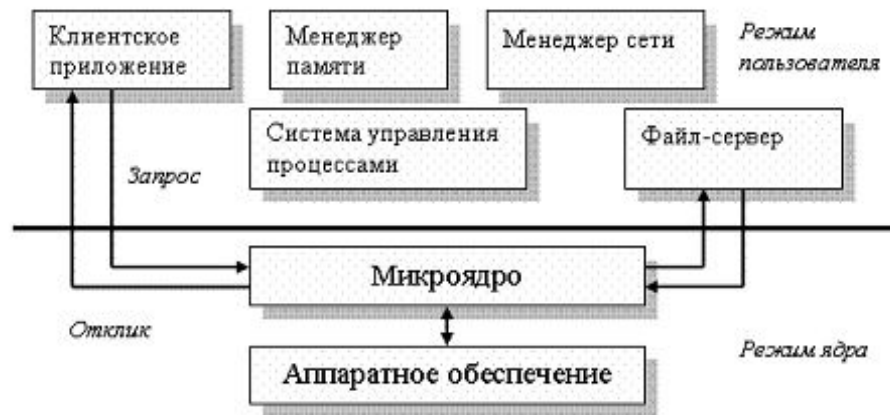 Клиентское
приложение
Менеджер
памяти
Менеджер сети
Режим
пользователя
Система управления
процессами
Файл-сервер
Запрос
Микроядро
Отклик
Режим ядра
Аппаратное обеспечение